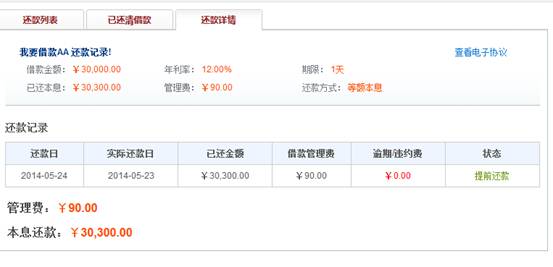 还款列表 已还清借款 还款详情
我要借款AA 还款记录! 查看电子协议
借款金额：￥30,000.00 年利率：12.00% 期限：1天
已还本息：￥30,300.00 管理费：￥90.00 还款方式：等额本息
还款记录
还款日 实际还款日 已还金额 借款管理费 逾期/违约费 状态
2014-05-24 2014-05-23 ￥30,300.00 ￥90.00 ￥0.00 提前还款
管理费：￥90.00
本息还款：￥30,300.00